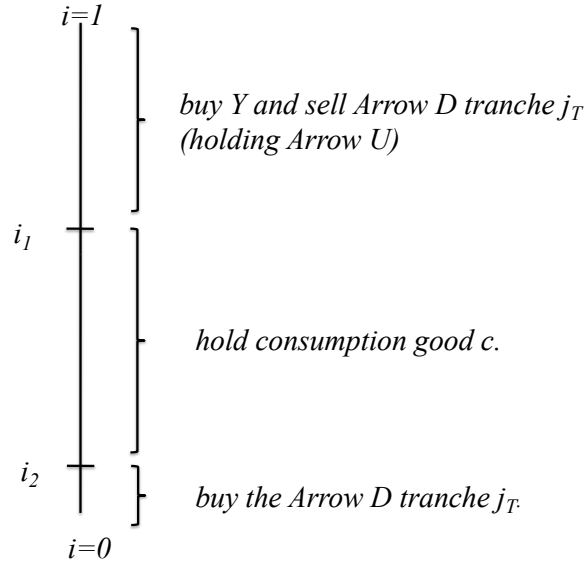 i=1
buy Y and sell Arrow D tranche j_T
(holding Arrow U)
i_1
hold consumption good c.
i_2
buy the Arrow D tranche j_T.
i=0